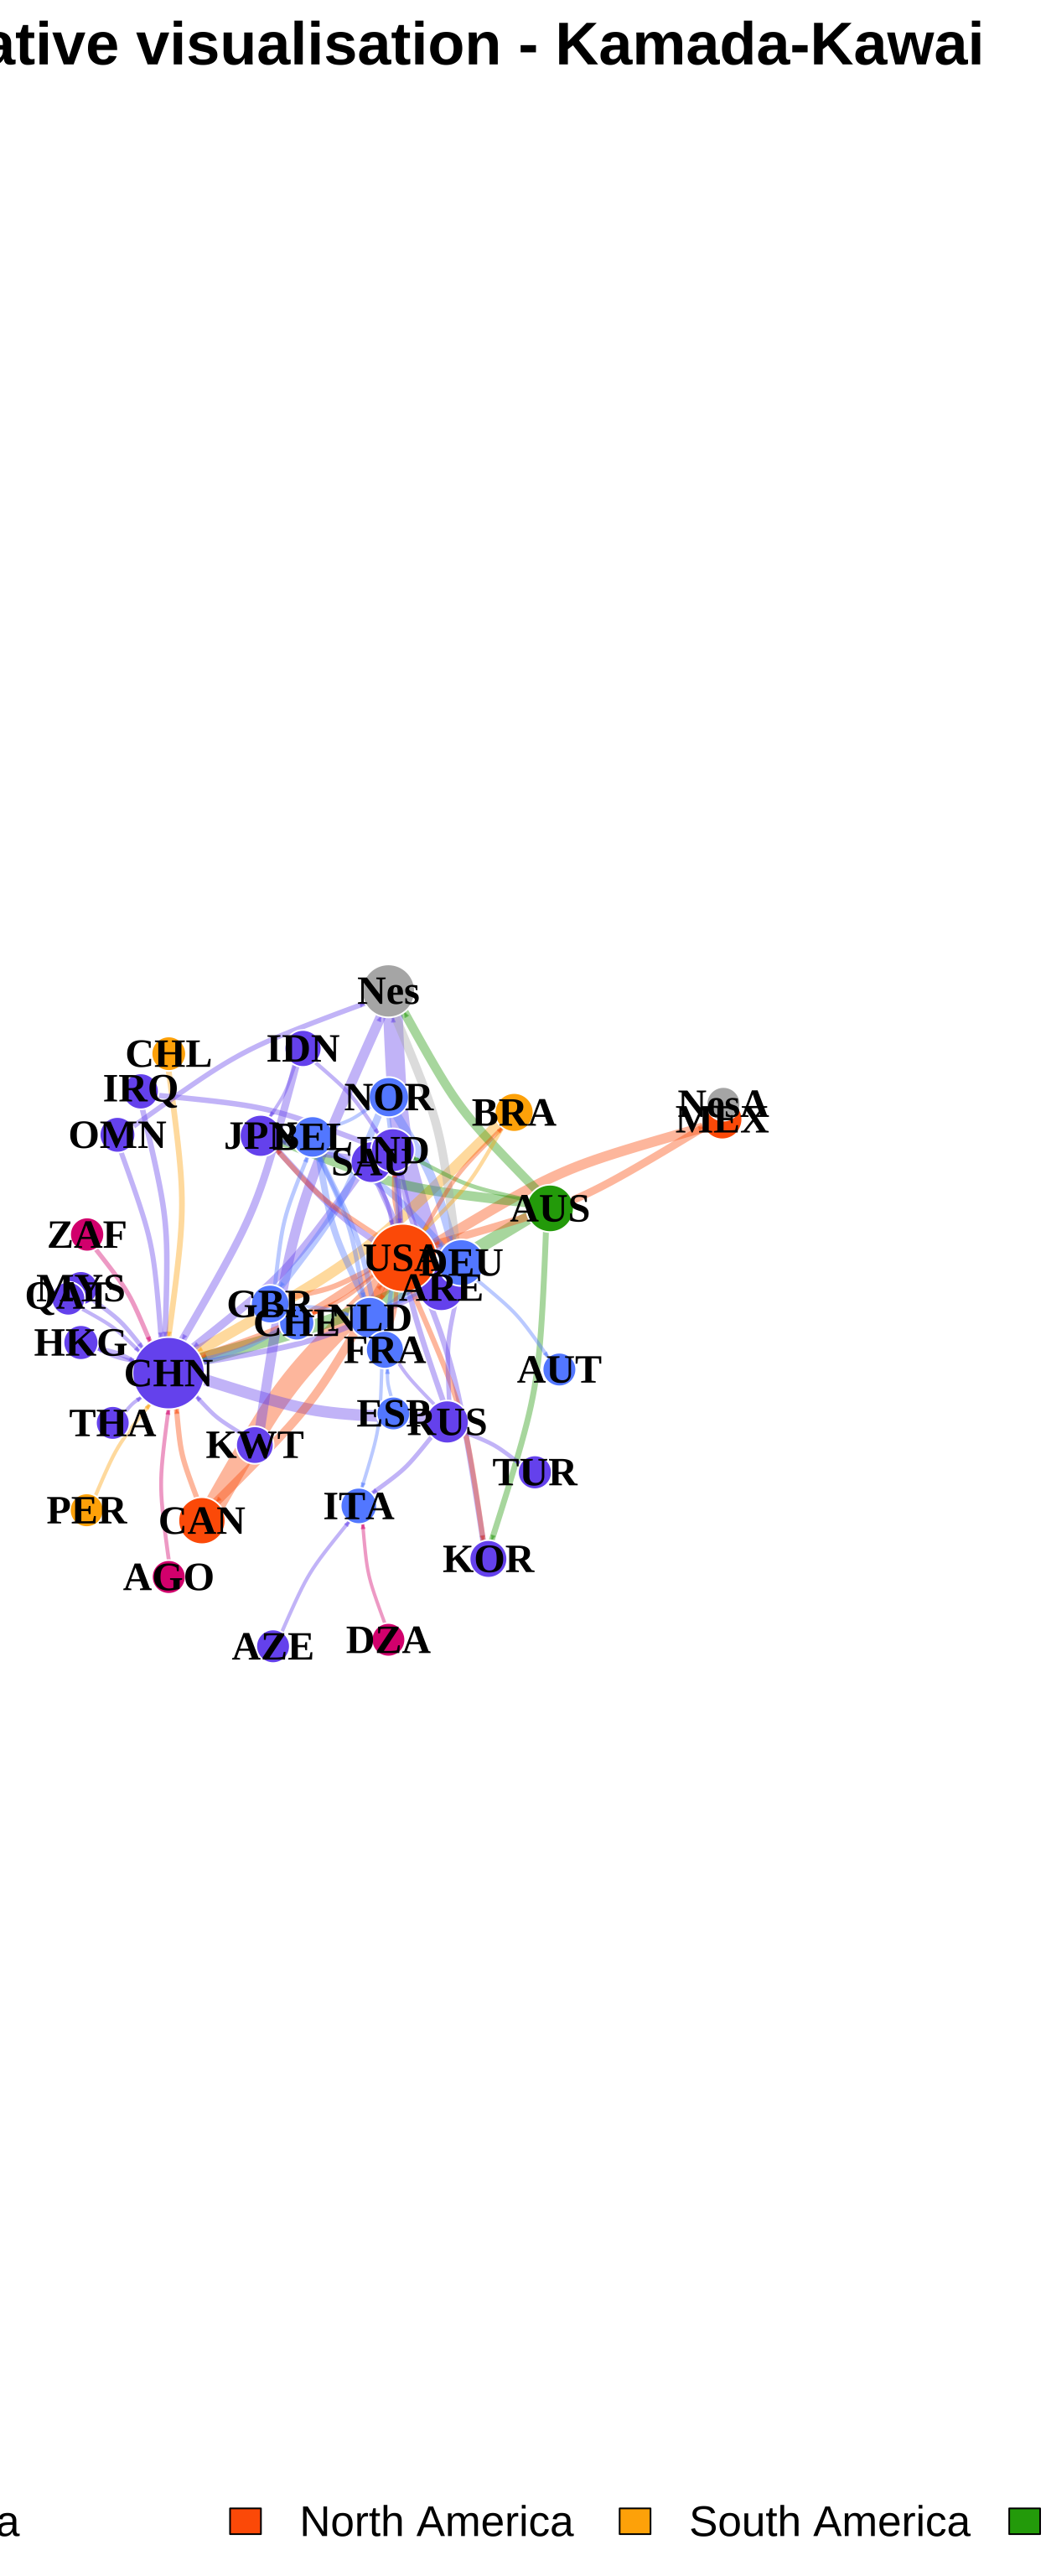 ative visualisation - Kamada-Kawai
Nes
CHL
IDN
IRQ
NOR
NesA
BRA
MEX
OMN
JPN
BEL
IND
SAU
AUS
ZAF
USA
DEU
MYS
ARE
QAT
GBR
CHE
NLD
HKG
FRA
CHN
AUT
ESP
THA
RUS
KWT
TUR
PER
CAN
ITA
KOR
AGO
AZE
DZA
a North America South America